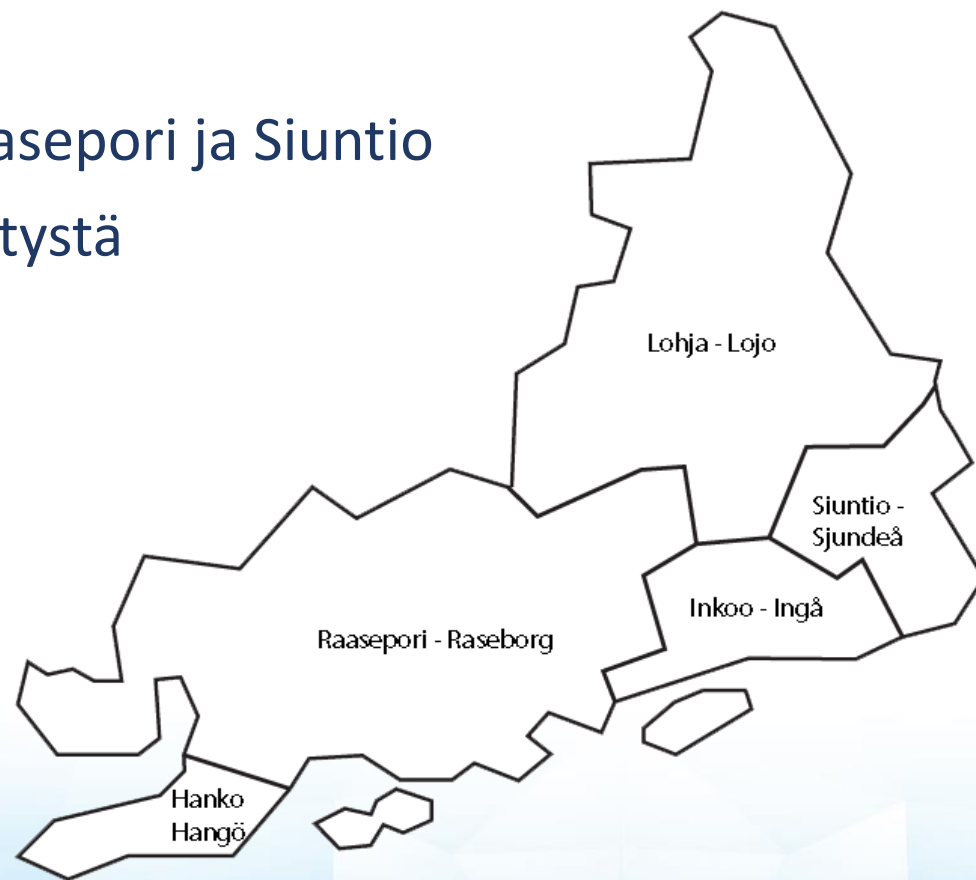 asepori ja Siuntio
tystä
Lohja - Lojo
Siuntio -
Sjundeå
Inkoo - Ingå
Raasepori - Raseborg
Hanko
Hangö